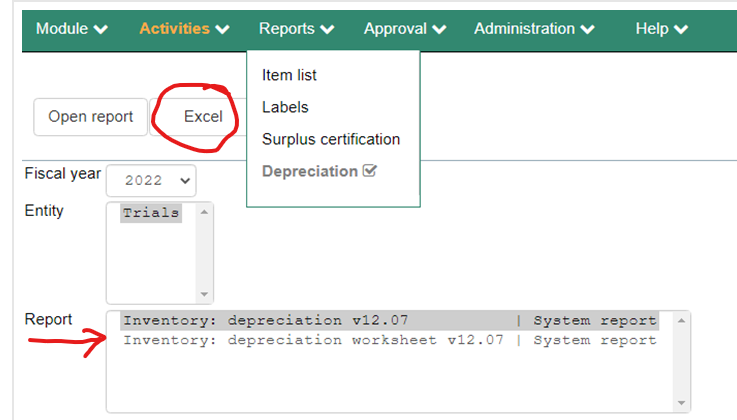 Module Activities Reports Approval Administration Help
Item list
Labels
Surplus certification
Depreciation
Open report Excel
Fiscal year 2022
Entity Trials
Report
Inventory: depreciation v12.07 | System report
Inventory: depreciation worksheet v12.07 | System report